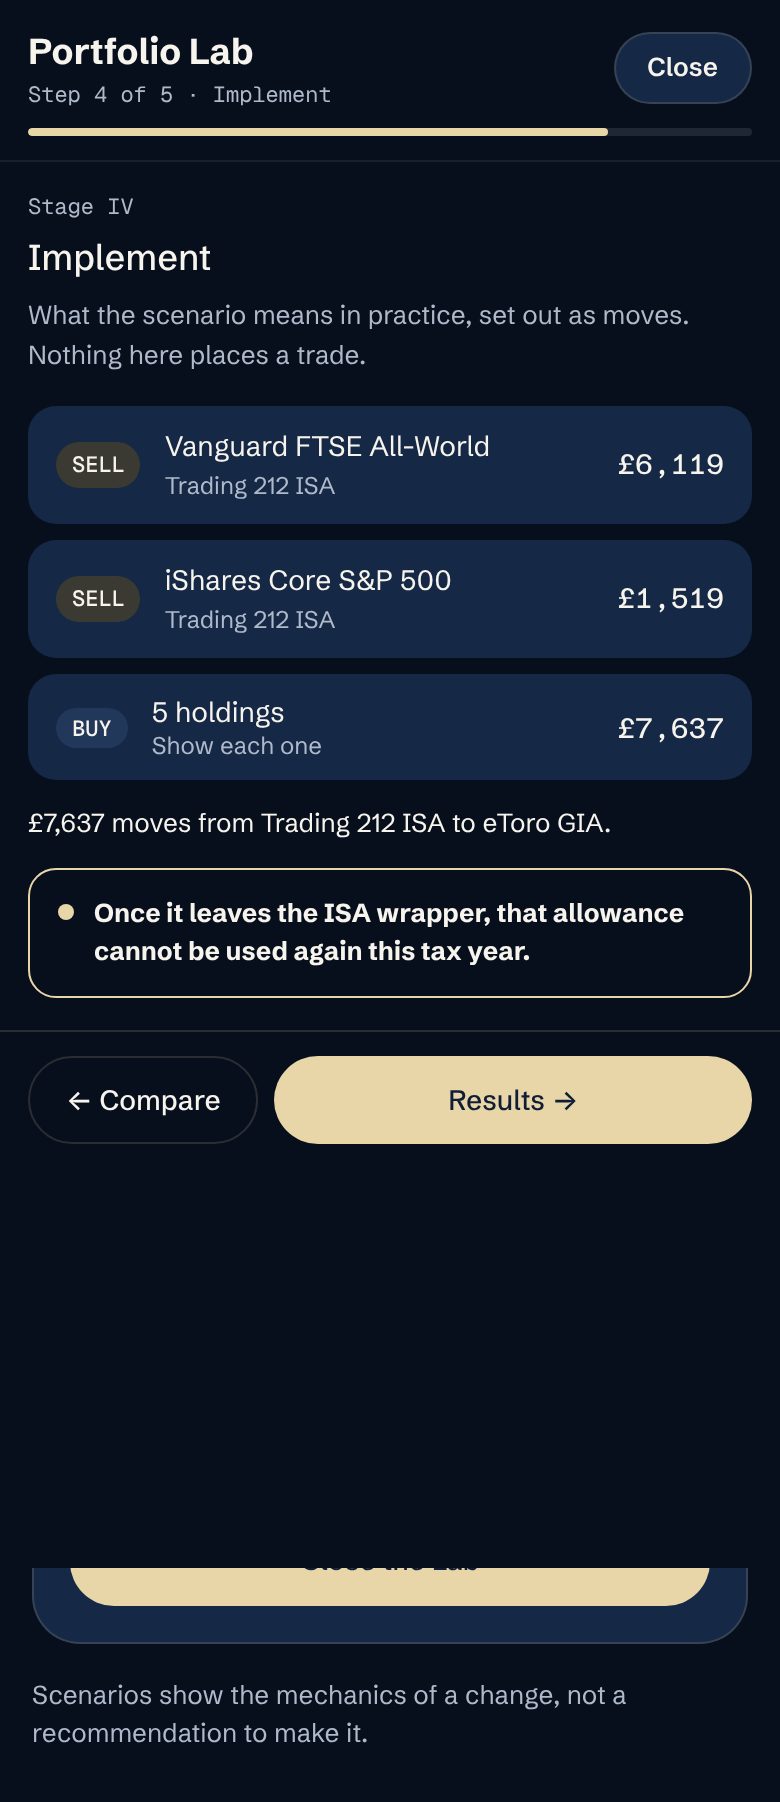 Portfolio Lab
Close
Step 4 of 5 · Implement
Stage IV
Implement
What the scenario means in practice, set out as moves.
Nothing here places a trade.
SELL
Vanguard FTSE All-World
Trading 212 ISA
£6,119
SELL
iShares Core S&P 500
Trading 212 ISA
£1,519
BUY
5 holdings
Show each one
£7,637
£7,637 moves from Trading 212 ISA to eToro GIA.
Once it leaves the ISA wrapper, that allowance
cannot be used again this tax year.
← Compare
Results →
Scenarios show the mechanics of a change, not a
recommendation to make it.